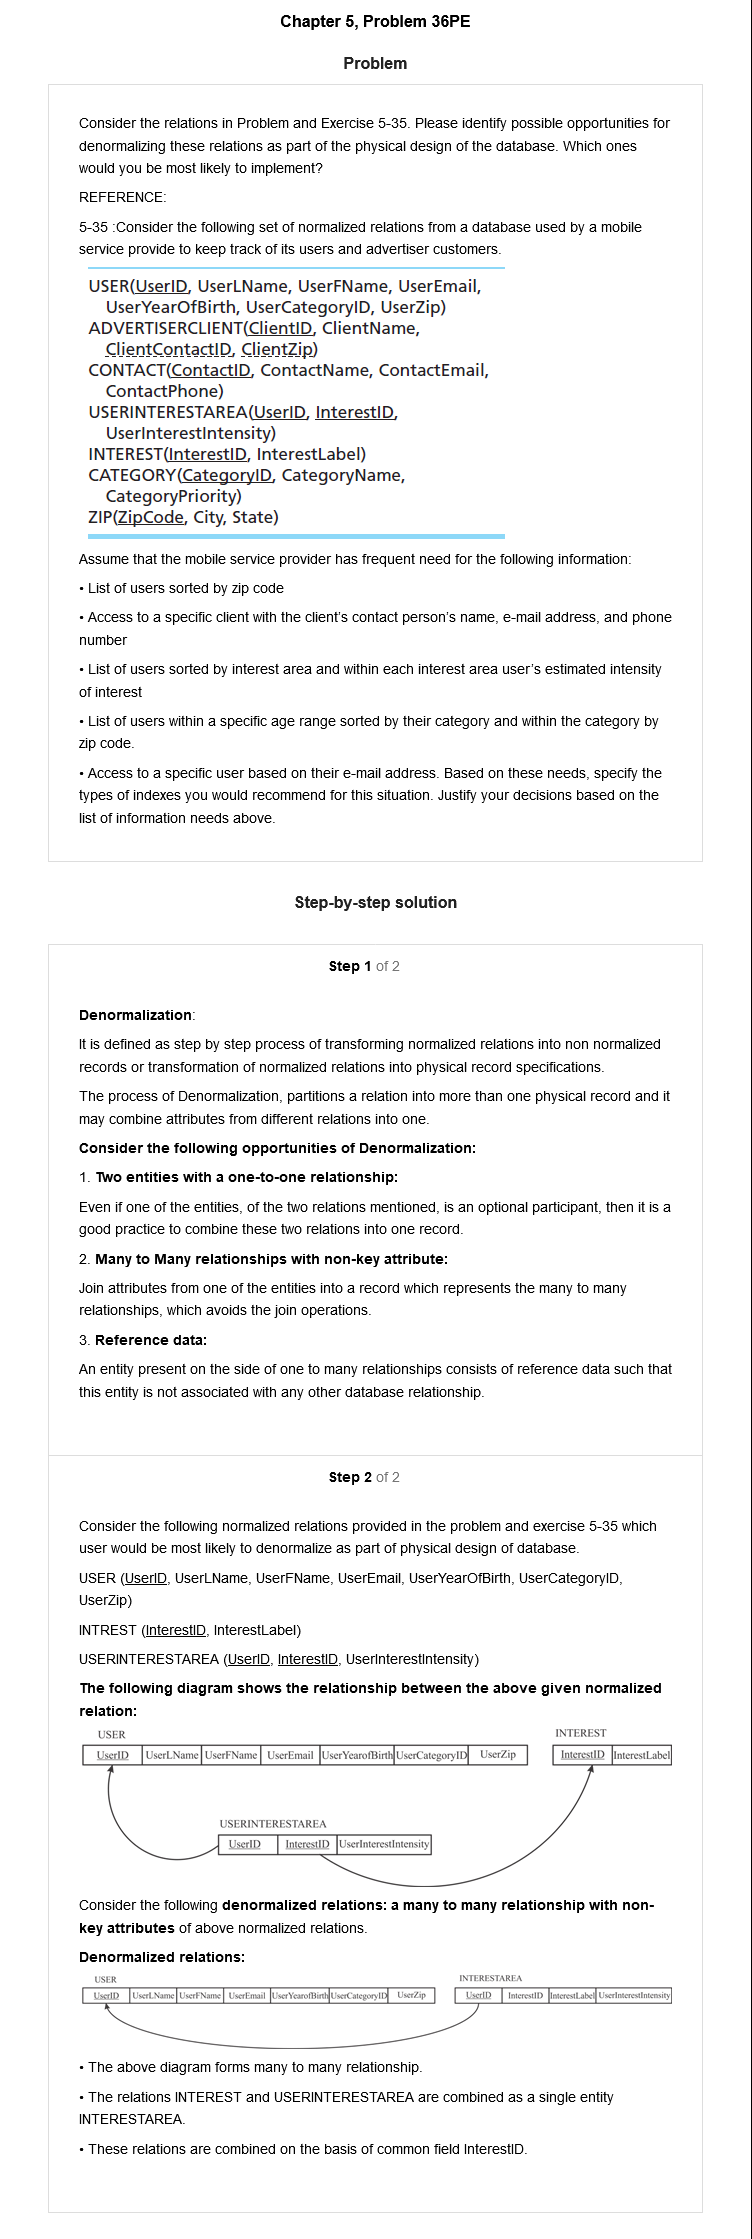 Chapter 5, Problem 36PE
Problem
Consider the relations in Problem and Exercise 5-35. Please identify possible opportunities for
denormalizing these relations as part of the physical design of the database. Which ones
would you be most likely to implement?
REFERENCE:
5-35 :Consider the following set of normalized relations from a database used by a mobile
service provide to keep track of its users and advertiser customers.
USER(UserID, UserLName, UserFName, UserEmail,
UserYearOfBirth, UserCategoryID, UserZip)
ADVERTISERCLIENT(ClientID, ClientName,
ClientContactID, ClientZip)
CONTACT(ContactID, ContactName, ContactEmail,
ContactPhone)
USERINTERESTAREA(UserID, InterestID,
UserInterestIntensity)
INTEREST(InterestID, InterestLabel)
CATEGORY(CategoryID, CategoryName,
CategoryPriority)
ZIP(ZipCode, City, State)
Assume that the mobile service provider has frequent need for the following information:
• List of users sorted by zip code
• Access to a specific client with the client's contact person's name, e-mail address, and phone
number
• List of users sorted by interest area and within each interest area user's estimated intensity
of interest
• List of users within a specific age range sorted by their category and within the category by
zip code.
• Access to a specific user based on their e-mail address. Based on these needs, specify the
types of indexes you would recommend for this situation. Justify your decisions based on the
list of information needs above.
Step-by-step solution
Step 1 of 2
Denormalization:
It is defined as step by step process of transforming normalized relations into non normalized
records or transformation of normalized relations into physical record specifications.
The process of Denormalization, partitions a relation into more than one physical record and it
may combine attributes from different relations into one.
Consider the following opportunities of Denormalization:
1. Two entities with a one-to-one relationship:
Even if one of the entities, of the two relations mentioned, is an optional participant, then it is a
good practice to combine these two relations into one record.
2. Many to Many relationships with non-key attribute:
Join attributes from one of the entities into a record which represents the many to many
relationships, which avoids the join operations.
3. Reference data:
An entity present on the side of one to many relationships consists of reference data such that
this entity is not associated with any other database relationship.
Step 2 of 2
Consider the following normalized relations provided in the problem and exercise 5-35 which
user would be most likely to denormalize as part of physical design of database.
USER (UserID, UserLName, UserFName, UserEmail, UserYearOfBirth, UserCategoryID,
UserZip)
INTREST (InterestID, InterestLabel)
USERINTERESTAREA (UserID, InterestID, UserInterestIntensity)
The following diagram shows the relationship between the above given normalized
relation:
USER INTEREST
UserID UserLName UserFName UserEmail UserYearofBirth UserCategoryID UserZip InterestID InterestLabel
USERINTERESTAREA
UserID InterestID UserInterestIntensity
Consider the following denormalized relations: a many to many relationship with non-
key attributes of above normalized relations.
Denormalized relations:
USER INTERESTAREA
UserID UserLName UserFName UserEmail UserYearofBirth UserCategoryID UserZip UserID InterestID InterestLabel UserInterestIntensity
• The above diagram forms many to many relationship.
• The relations INTEREST and USERINTERESTAREA are combined as a single entity
INTERESTAREA.
• These relations are combined on the basis of common field InterestID.